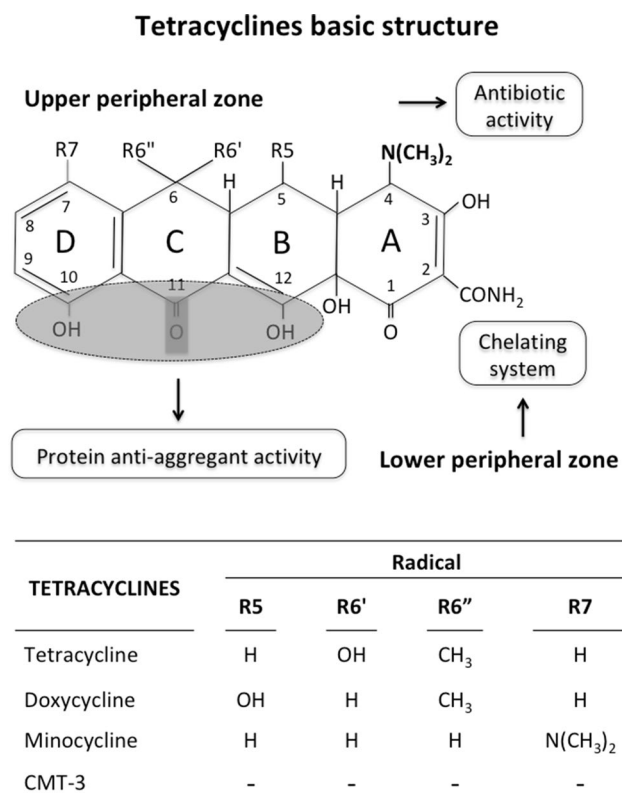 Tetracyclines basic structure
Upper peripheral zone
Antibiotic
activity
R7 R6" R6' R5 N(CH₃)₂
H H
7 6 5 4 3 OH
8 D C B A
9 10 11 12 1 2
CONH₂
OH O OH OH O
Chelating
system
Protein anti-aggregant activity
Lower peripheral zone
Radical
TETRACYCLINES
R5 R6' R6” R7
Tetracycline H OH CH₃ H
Doxycycline OH H CH₃ H
Minocycline H H H N(CH₃)₂
CMT-3 - - - -